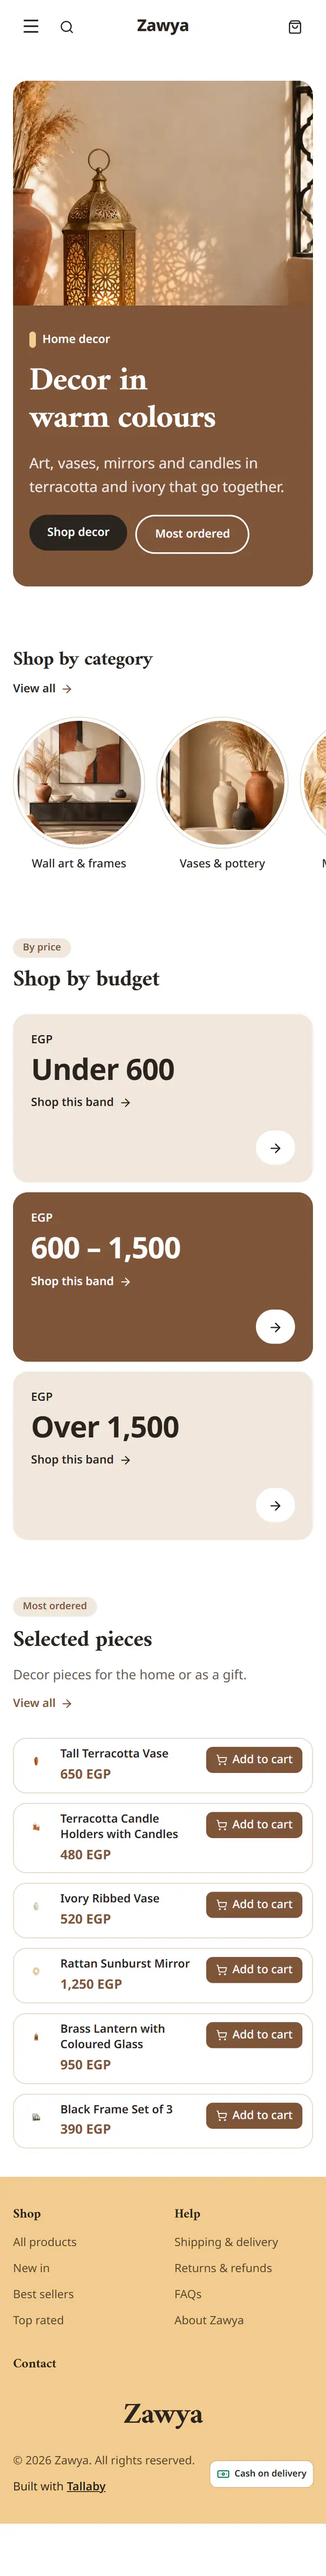 Zawya
Home decor
Decor in
warm colours
Art, vases, mirrors and candles in
terracotta and ivory that go together.
Shop decor
Most ordered
Shop by category
View all
Wall art & frames
Vases & pottery
By price
Shop by budget
EGP
Under 600
Shop this band
EGP
600 – 1,500
Shop this band
EGP
Over 1,500
Shop this band
Most ordered
Selected pieces
Decor pieces for the home or as a gift.
View all
Tall Terracotta Vase
650 EGP
Add to cart
Terracotta Candle
Holders with Candles
480 EGP
Add to cart
Ivory Ribbed Vase
520 EGP
Add to cart
Rattan Sunburst Mirror
1,250 EGP
Add to cart
Brass Lantern with
Coloured Glass
950 EGP
Add to cart
Black Frame Set of 3
390 EGP
Add to cart
Shop
All products
New in
Best sellers
Top rated
Help
Shipping & delivery
Returns & refunds
FAQs
About Zawya
Contact
Zawya
© 2026 Zawya. All rights reserved.
Built with Tallaby
Cash on delivery